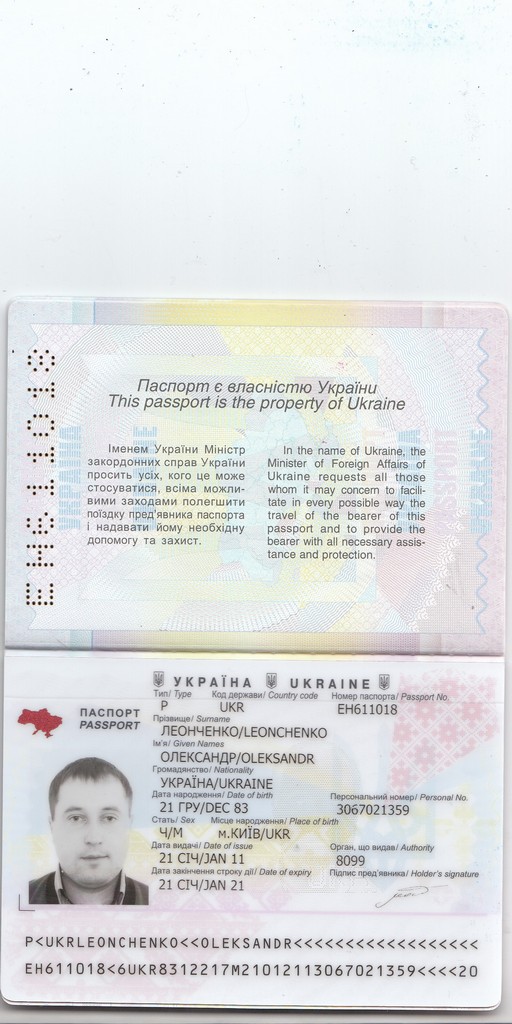 Паспорт є власністю України
This passport is the property of Ukraine
Іменем України Міністр
закордонних справ України
просить усіх, кого це може
стосуватися, всіма можли-
вими заходами полегшити
поїздку пред'явника паспорта
і надавати йому необхідну
допомогу та захист.
In the name of Ukraine, the
Minister of Foreign Affairs of
Ukraine requests all those
whom it may concern to facili-
tate in every possible way the
travel of the bearer of this
passport and to provide the
bearer with all necessary assis-
tance and protection.
EH611018
УКРАЇНА UKRAINE
ПАСПОРТ
PASSPORT
Тип/ Type Код держави/ Country code Номер паспорта/ Passport No.
P UKR EH611018
Прізвище/ Surname
ЛЕОНЧЕНКО/LEONCHENKO
Ім'я/ Given Names
ОЛЕКСАНДР/OLEKSANDR
Громадянство/ Nationality
УКРАЇНА/UKRAINE
Дата народження/ Date of birth Персональний номер/ Personal No.
21 ГРУ/DEC 83 3067021359
Стать/ Sex Місце народження/ Place of birth
Ч/M м.КИЇВ/UKR
Дата видачі/ Date of issue Орган, що видав/ Authority
21 СІЧ/JAN 11 8099
Дата закінчення строку дії/ Date of expiry Підпис пред'явника/ Holder's signature
21 СІЧ/JAN 21
P<UKRLEONCHENKO<<OLEKSANDR<<<<<<<<<<<<<<<<<<
EH611018<6UKR8312217M21012113067021359<<<<20